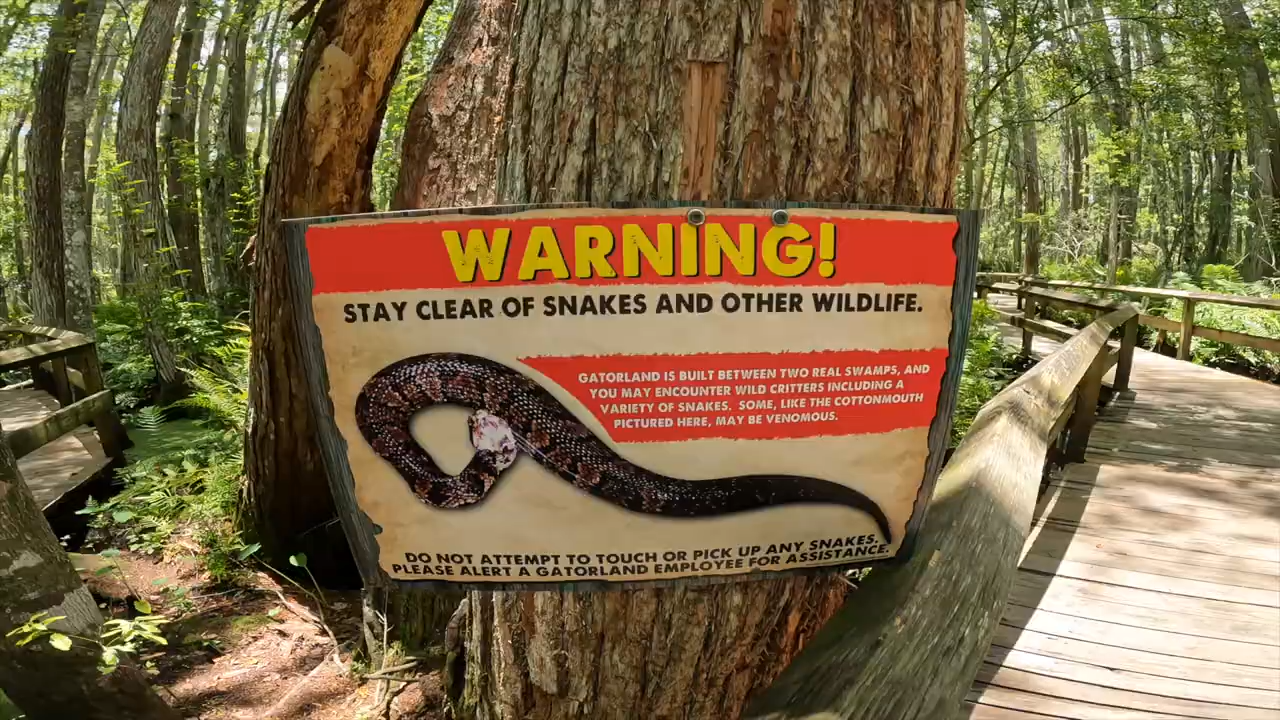 WARNING!
STAY CLEAR OF SNAKES AND OTHER WILDLIFE.
GATORLAND IS BUILT BETWEEN TWO REAL SWAMPS, AND
YOU MAY ENCOUNTER WILD CRITTERS INCLUDING A
VARIETY OF SNAKES. SOME, LIKE THE COTTONMOUTH
PICTURED HERE, MAY BE VENOMOUS.
DO NOT ATTEMPT TO TOUCH OR PICK UP ANY SNAKES.
PLEASE ALERT A GATORLAND EMPLOYEE FOR ASSISTANCE.